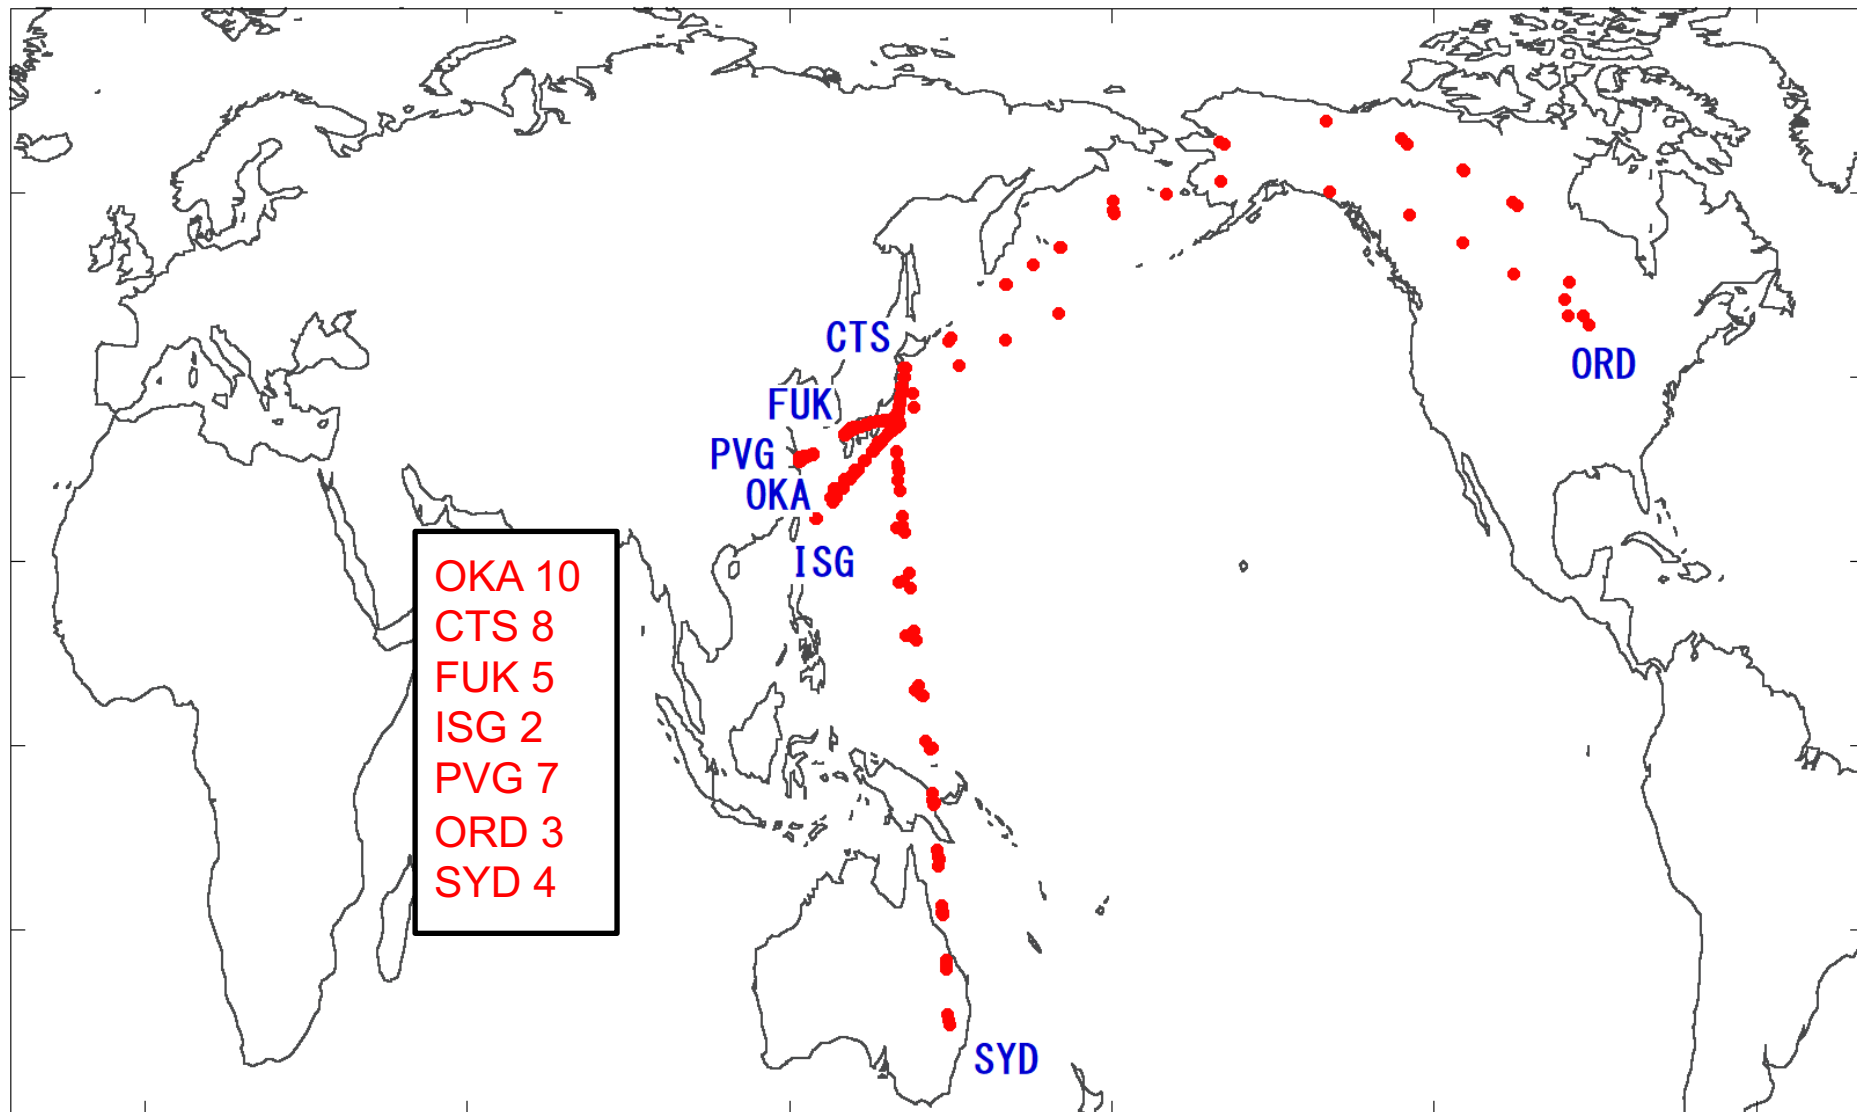 CTS
ORD
FUK
PVG
OKA
ISG
OKA 10
CTS 8
FUK 5
ISG 2
PVG 7
ORD 3
SYD 4
SYD